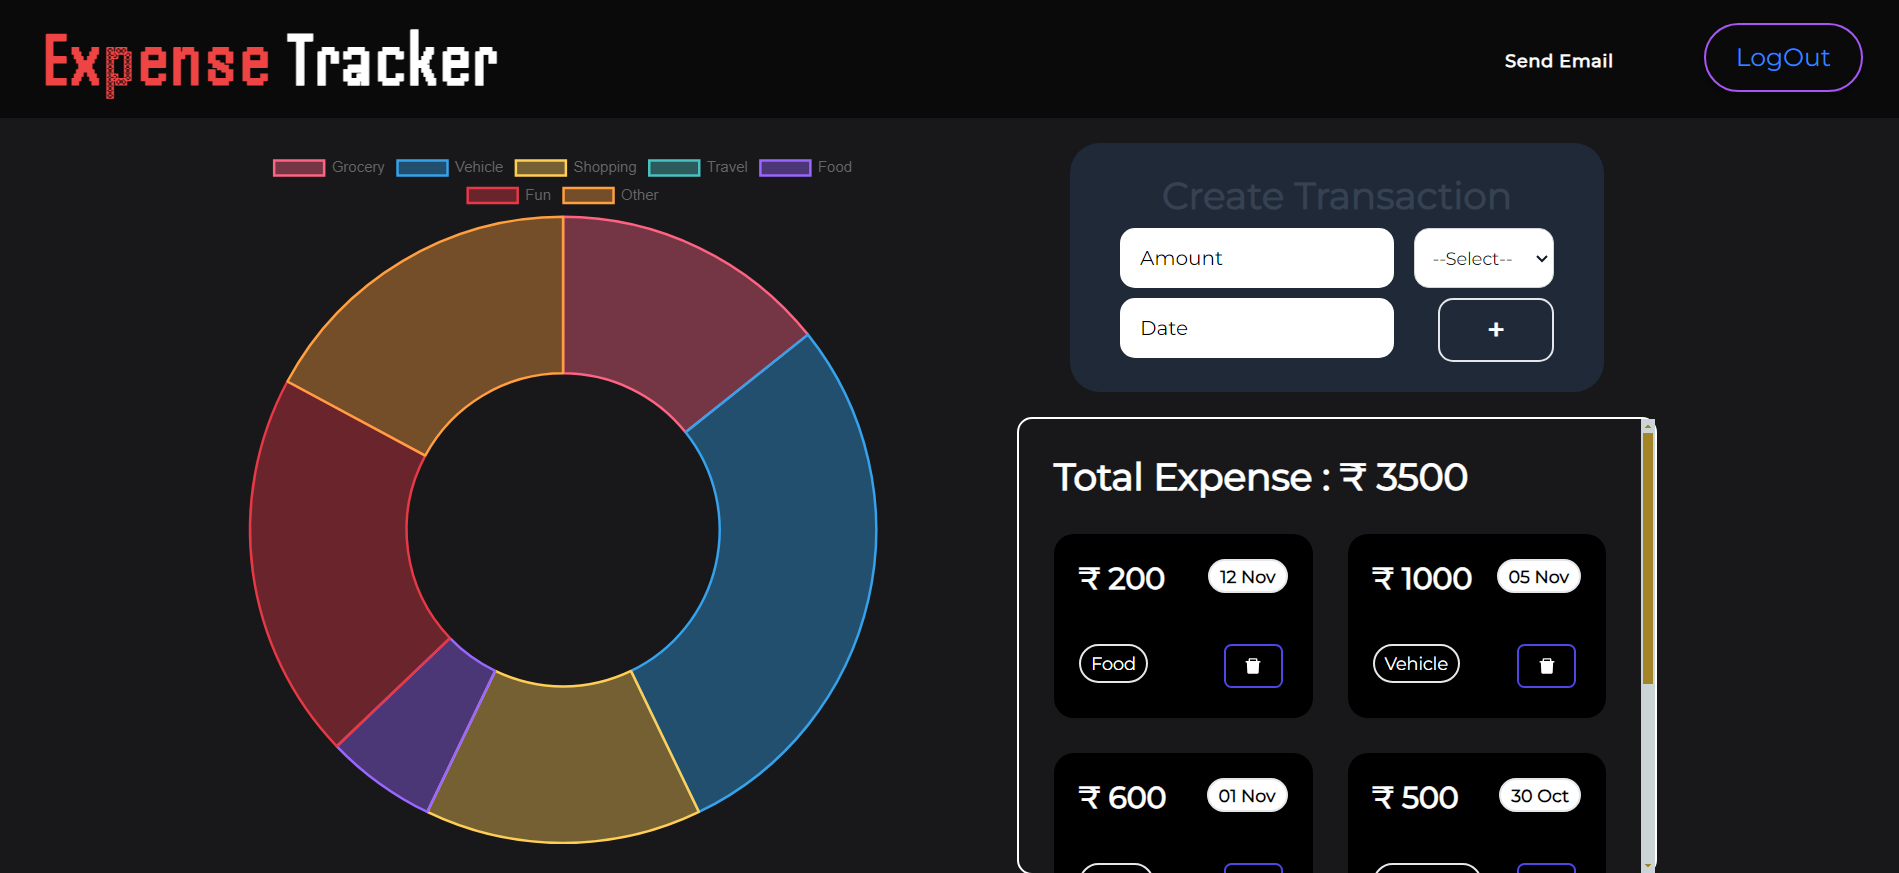 Expense Tracker
Send Email
LogOut
Grocery Vehicle Shopping Travel Food
Fun Other
Create Transaction
Amount
--Select--
Date
+
Total Expense : ₹ 3500
₹ 200 12 Nov
Food
₹ 1000 05 Nov
Vehicle
₹ 600 01 Nov
₹ 500 30 Oct